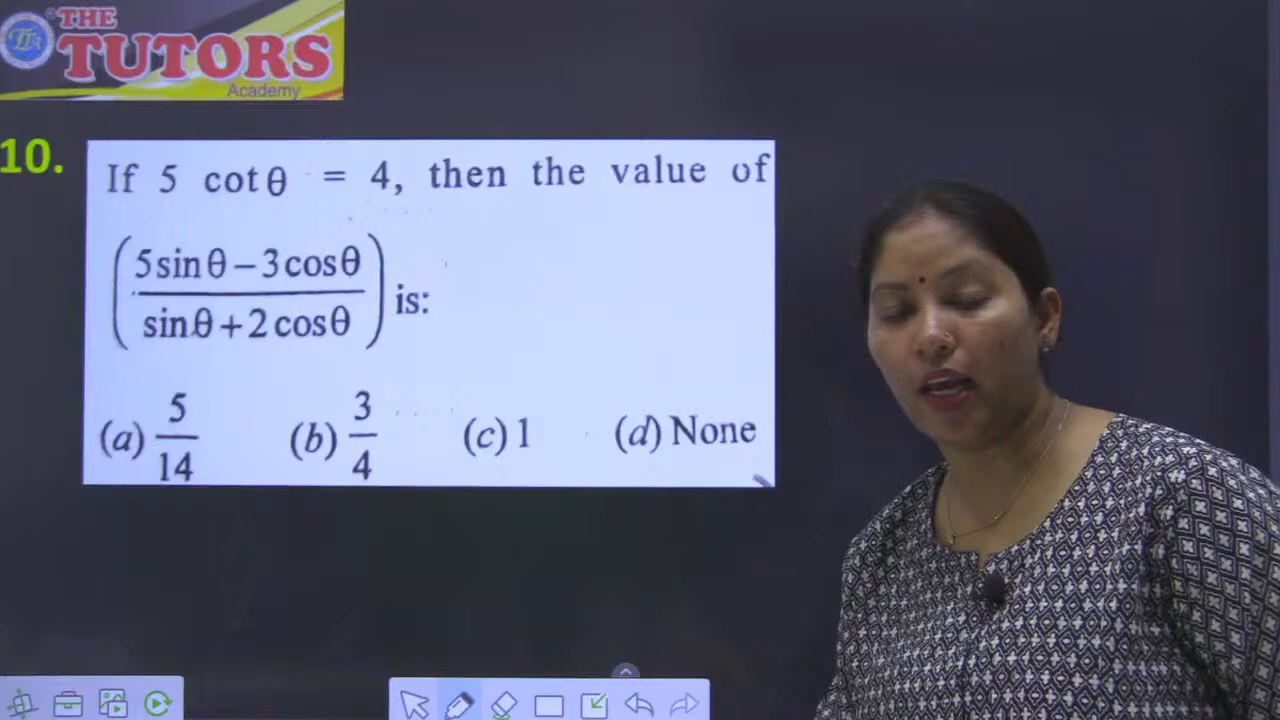 THE
TUTORS
Academy
10.
If 5 cotθ = 4, then the value of
(5sinθ−3cosθ
sinθ+2cosθ) is:
(a) 5/14 (b) 3/4 (c) 1 (d) None